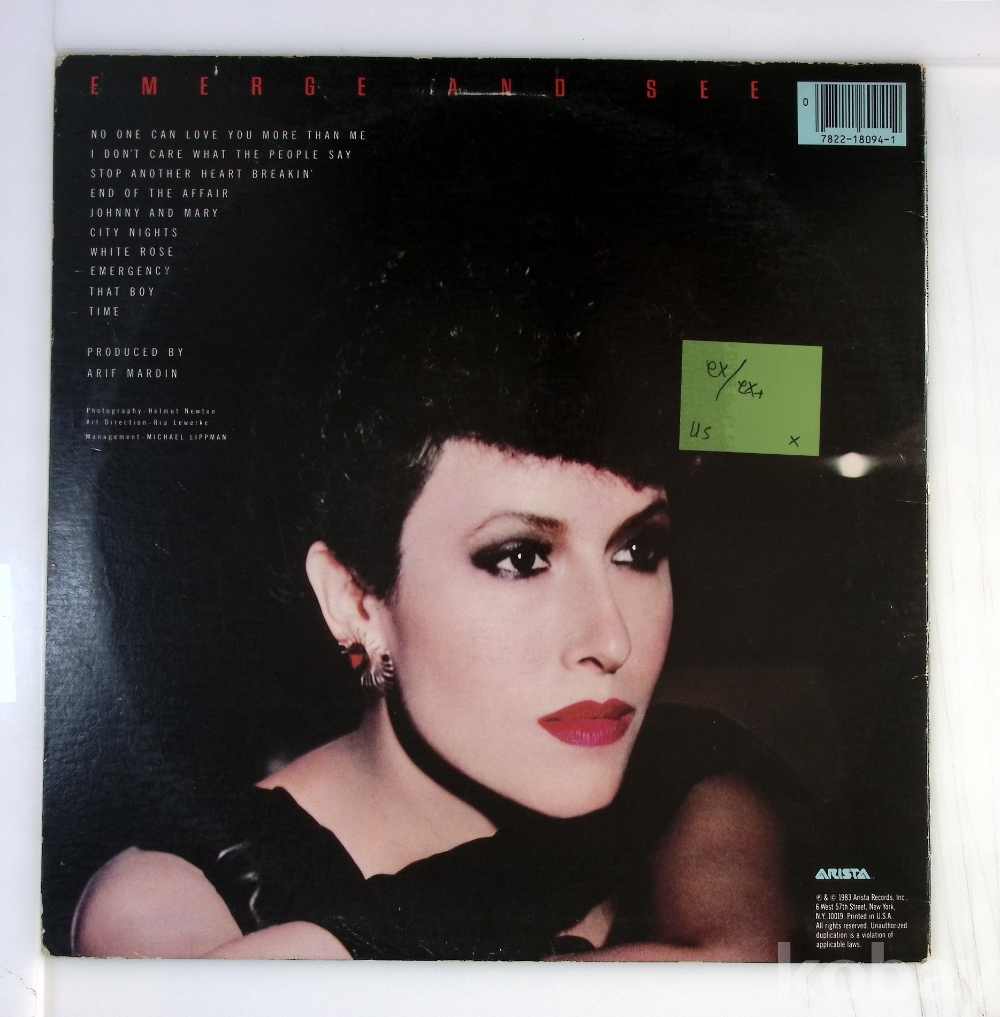 EMERGE AND SEE
0
7822-18094-1
NO ONE CAN LOVE YOU MORE THAN ME
I DON'T CARE WHAT THE PEOPLE SAY
STOP ANOTHER HEART BREAKIN'
END OF THE AFFAIR
JOHNNY AND MARY
CITY NIGHTS
WHITE ROSE
EMERGENCY
THAT BOY
TIME
PRODUCED BY
ARIF MARDIN
Photography-Helmut Newton
Art Direction-Ria Lewerke
Management-MICHAEL LIPPMAN
ex/ex+
us x
ARISTA
℗ & © 1983 Arista Records, Inc.,
6 West 57th Street, New York,
N.Y. 10019. Printed in U.S.A.
All rights reserved. Unauthorized
duplication is a violation of
applicable laws.
koba